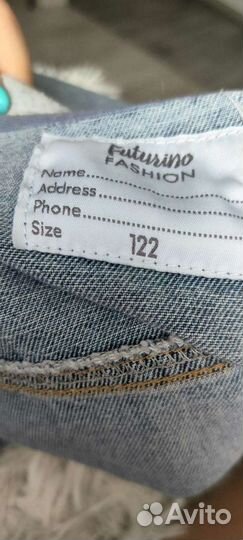 Futurino
FASHION
Name..................
Address..................
Phone..................
Size 122
Avito